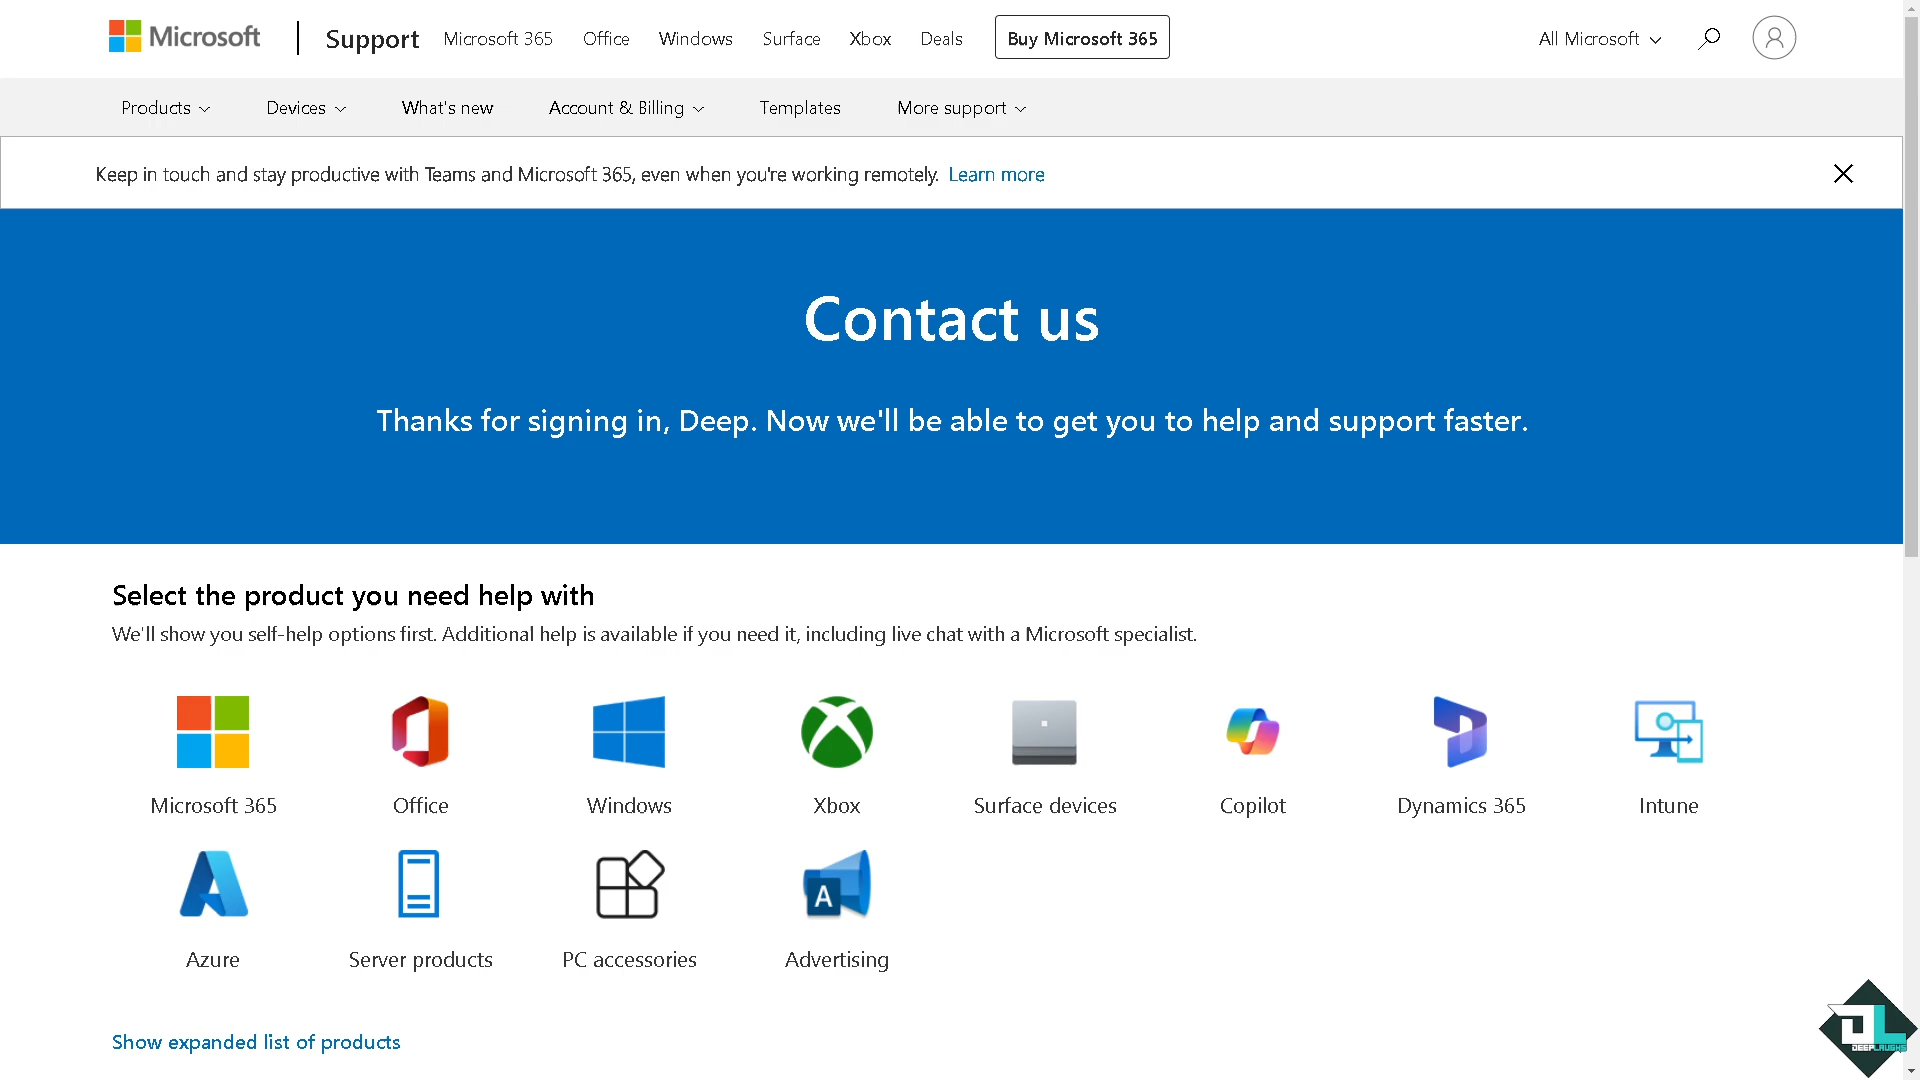 Microsoft | Support Microsoft 365 Office Windows Surface Xbox Deals Buy Microsoft 365 All Microsoft
Products Devices What's new Account & Billing Templates More support
Keep in touch and stay productive with Teams and Microsoft 365, even when you're working remotely. Learn more
Contact us
Thanks for signing in, Deep. Now we'll be able to get you to help and support faster.
Select the product you need help with
We'll show you self-help options first. Additional help is available if you need it, including live chat with a Microsoft specialist.
Microsoft 365 Office Windows Xbox Surface devices Copilot Dynamics 365 Intune
A
Azure Server products PC accessories Advertising
Show expanded list of products
DL
DEEPLAUGHS